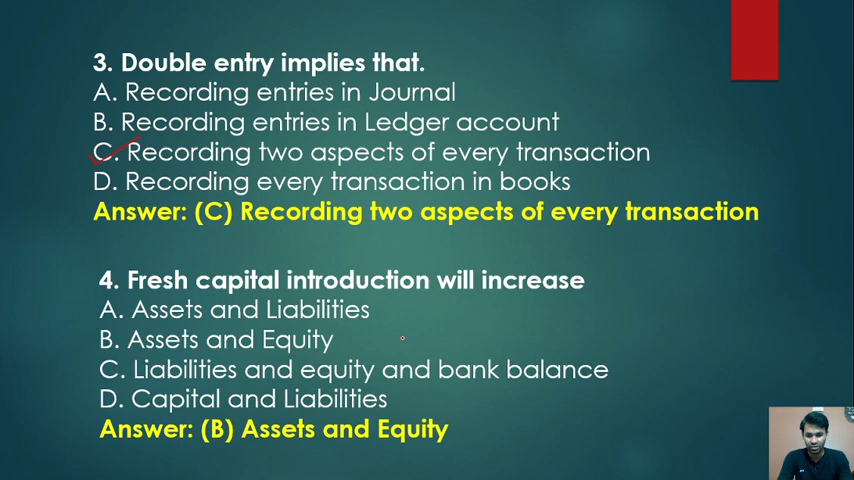 3. Double entry implies that.
A. Recording entries in Journal
B. Recording entries in Ledger account
C. Recording two aspects of every transaction
D. Recording every transaction in books
Answer: (C) Recording two aspects of every transaction
4. Fresh capital introduction will increase
A. Assets and Liabilities
B. Assets and Equity
C. Liabilities and equity and bank balance
D. Capital and Liabilities
Answer: (B) Assets and Equity